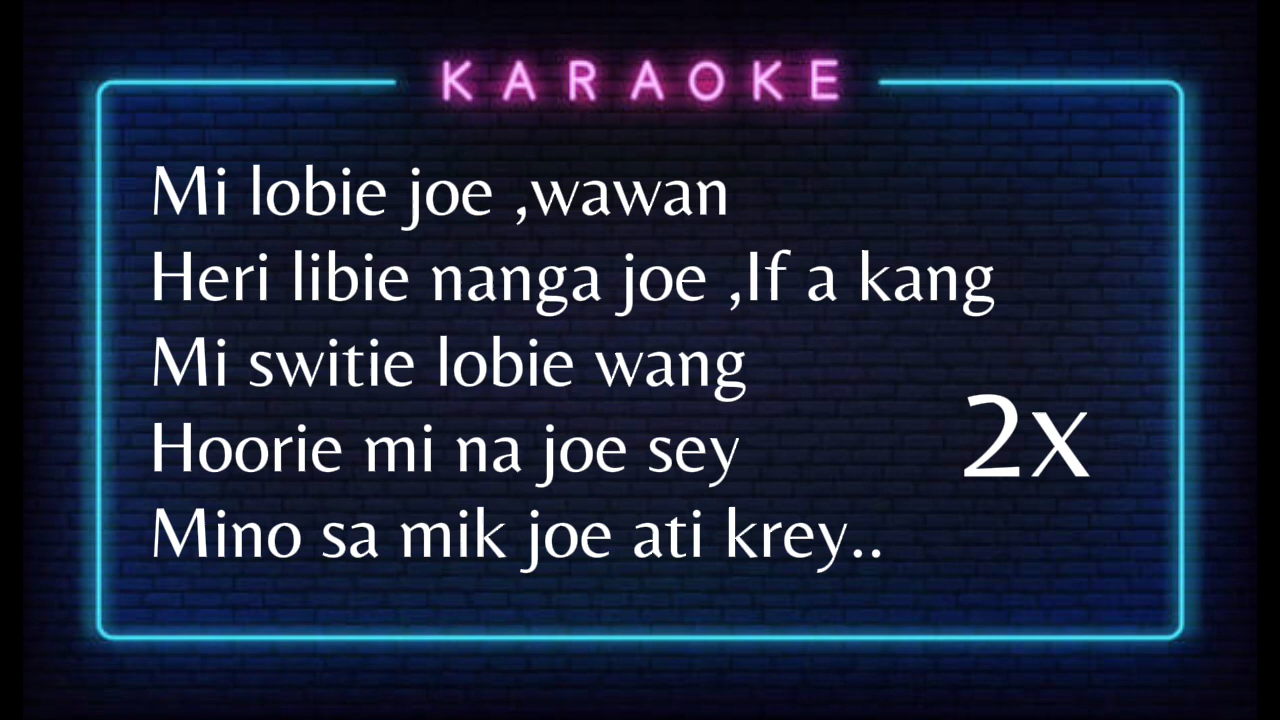 KARAOKE
Mi lobie joe ,wawan
Heri libie nanga joe ,If a kang
Mi switie lobie wang
Hoorie mi na joe sey
2x
Mino sa mik joe ati krey..